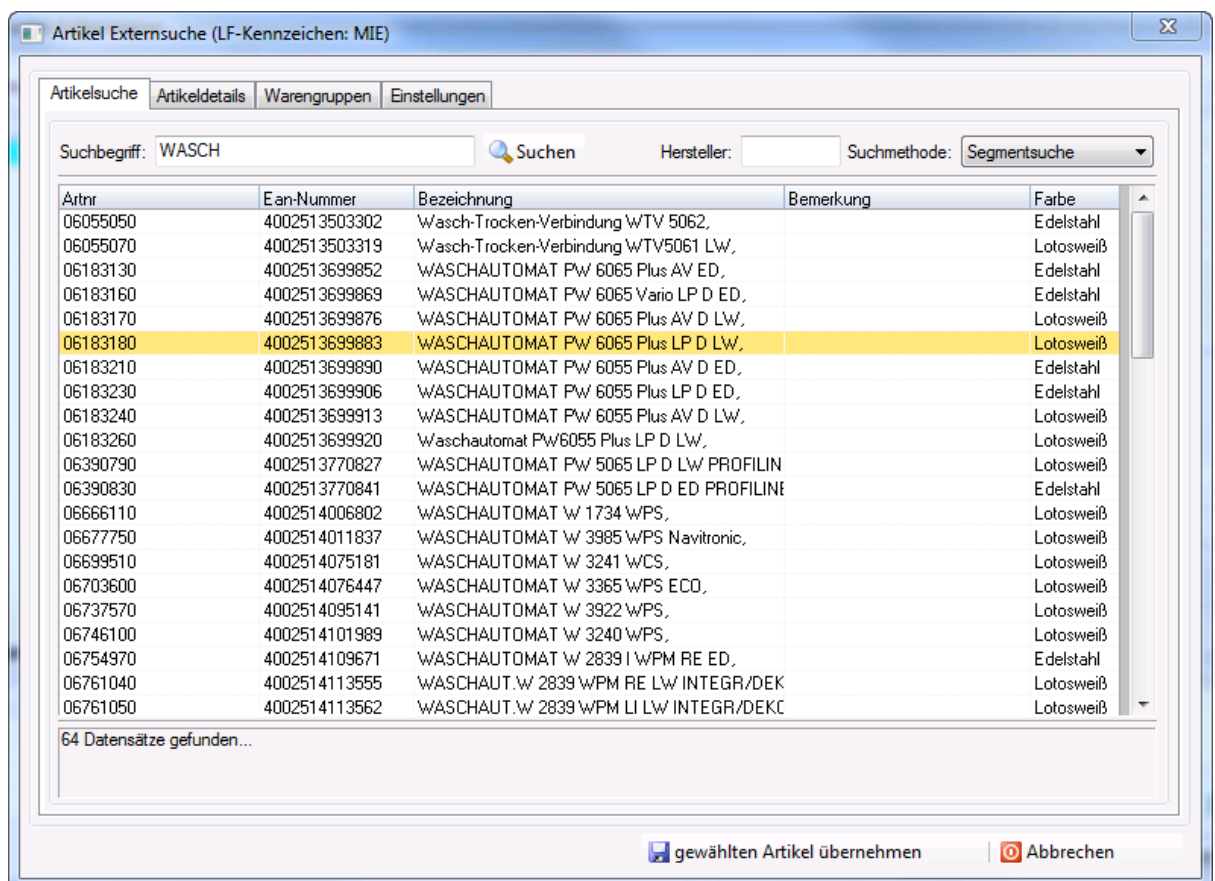 Artikel Externsuche (LF-Kennzeichen: MIE)
Artikelsuche Artikeldetails Warengruppen Einstellungen
Suchbegriff: WASCH Suchen Hersteller: Suchmethode: Segmentsuche
Artnr Ean-Nummer Bezeichnung Bemerkung Farbe
06055050 4002513503302 Wasch-Trocken-Verbindung WTV 5062, Edelstahl
06055070 4002513503319 Wasch-Trocken-Verbindung WTV5061 LW, Lotosweiß
06183130 4002513699852 WASCHAUTOMAT PW 6065 Plus AV ED, Edelstahl
06183160 4002513699869 WASCHAUTOMAT PW 6065 Vario LP D ED, Edelstahl
06183170 4002513699876 WASCHAUTOMAT PW 6065 Plus AV D LW, Lotosweiß
06183180 4002513699883 WASCHAUTOMAT PW 6065 Plus LP D LW, Lotosweiß
06183210 4002513699890 WASCHAUTOMAT PW 6055 Plus AV D ED, Edelstahl
06183230 4002513699906 WASCHAUTOMAT PW 6055 Plus LP D ED, Edelstahl
06183240 4002513699913 WASCHAUTOMAT PW 6055 Plus AV D LW, Lotosweiß
06183260 4002513699920 Waschautomat PW6055 Plus LP D LW, Lotosweiß
06390790 4002513770827 WASCHAUTOMAT PW 5065 LP D LW PROFILIN Lotosweiß
06390830 4002513770841 WASCHAUTOMAT PW 5065 LP D ED PROFILINE Edelstahl
06666110 4002514006802 WASCHAUTOMAT W 1734 WPS, Lotosweiß
06677750 4002514011837 WASCHAUTOMAT W 3985 WPS Navitronic, Lotosweiß
06699510 4002514075181 WASCHAUTOMAT W 3241 WCS, Lotosweiß
06703600 4002514076447 WASCHAUTOMAT W 3365 WPS ECO, Lotosweiß
06737570 4002514095141 WASCHAUTOMAT W 3922 WPS, Lotosweiß
06746100 4002514101989 WASCHAUTOMAT W 3240 WPS, Lotosweiß
06754970 4002514109671 WASCHAUTOMAT W 2839 I WPM RE ED, Edelstahl
06761040 4002514113555 WASCHAUT.W 2839 WPM RE LW INTEGR/DEK Lotosweiß
06761050 4002514113562 WASCHAUT.W 2839 WPM LI LW INTEGR/DEKO Lotosweiß
64 Datensätze gefunden...
gewählten Artikel übernehmen Abbrechen